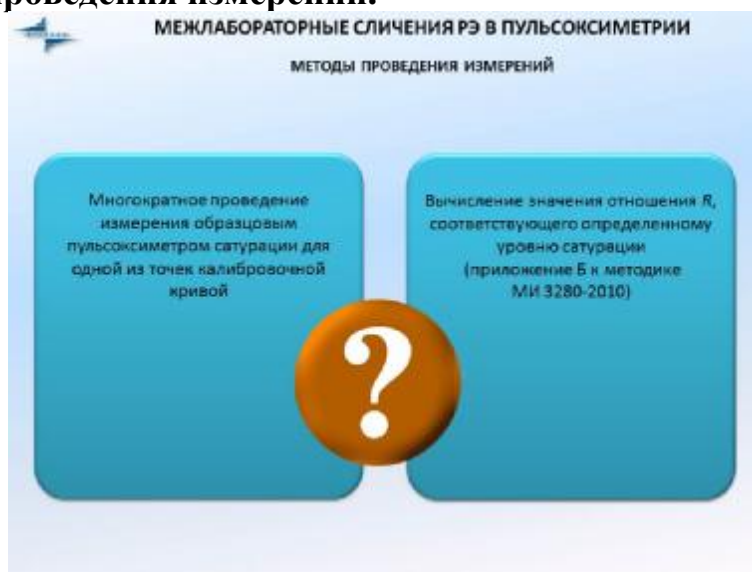 проведения измерений.
МЕЖЛАБОРАТОРНЫЕ СЛИЧЕНИЯ РЭ В ПУЛЬСОКСИМЕТРИИ
МЕТОДЫ ПРОВЕДЕНИЯ ИЗМЕРЕНИЙ
Многократное проведение
измерения образцовым
пульсоксиметром сатурации для
одной из точек калибровочной
кривой
Вычисление значения отношения R,
соответствующего определенному
уровню сатурации
(приложение Б к методике
МИ 3280-2010)
?